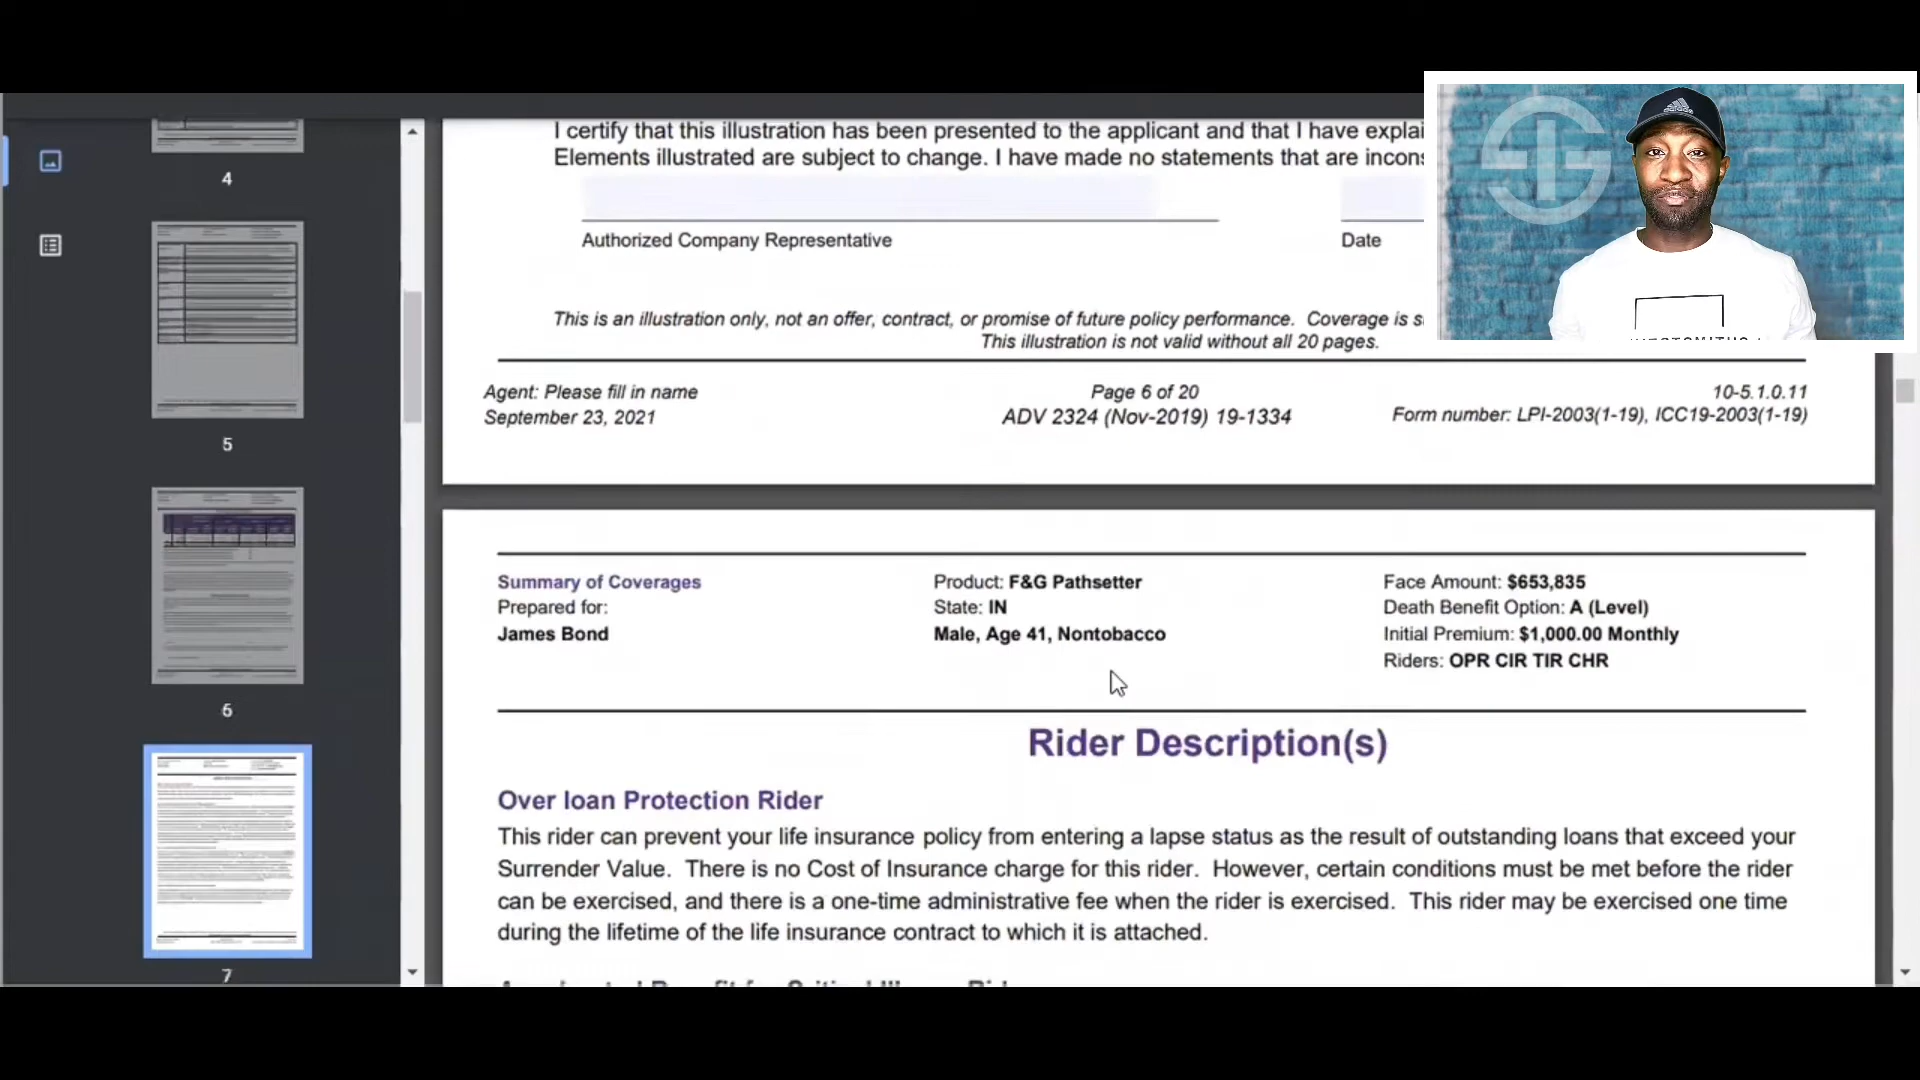 I certify that this illustration has been presented to the applicant and that I have
Elements illustrated are subject to change. I have made no statements that are
Authorized Company Representative
Date
This is an illustration only, not an offer, contract, or promise of future policy performance. Coverage is
This illustration is not valid without all 20 pages.
Agent: Please fill in name
Page 6 of 20
10-5.1.0.11
September 23, 2021
ADV 2324 (Nov-2019) 19-1334
Form number: LPI-2003(1-19), ICC19-2003(1-19)
4
5
6
7
Summary of Coverages
Prepared for:
James Bond
Product: F&G Pathsetter
State: IN
Male, Age 41, Nontobacco
Face Amount: $653,835
Death Benefit Option: A (Level)
Initial Premium: $1,000.00 Monthly
Riders: OPR CIR TIR CHR
Rider Description(s)
Over loan Protection Rider
This rider can prevent your life insurance policy from entering a lapse status as the result of outstanding loans that exceed your
Surrender Value. There is no Cost of Insurance charge for this rider. However, certain conditions must be met before the rider
can be exercised, and there is a one-time administrative fee when the rider is exercised. This rider may be exercised one time
during the lifetime of the life insurance contract to which it is attached.